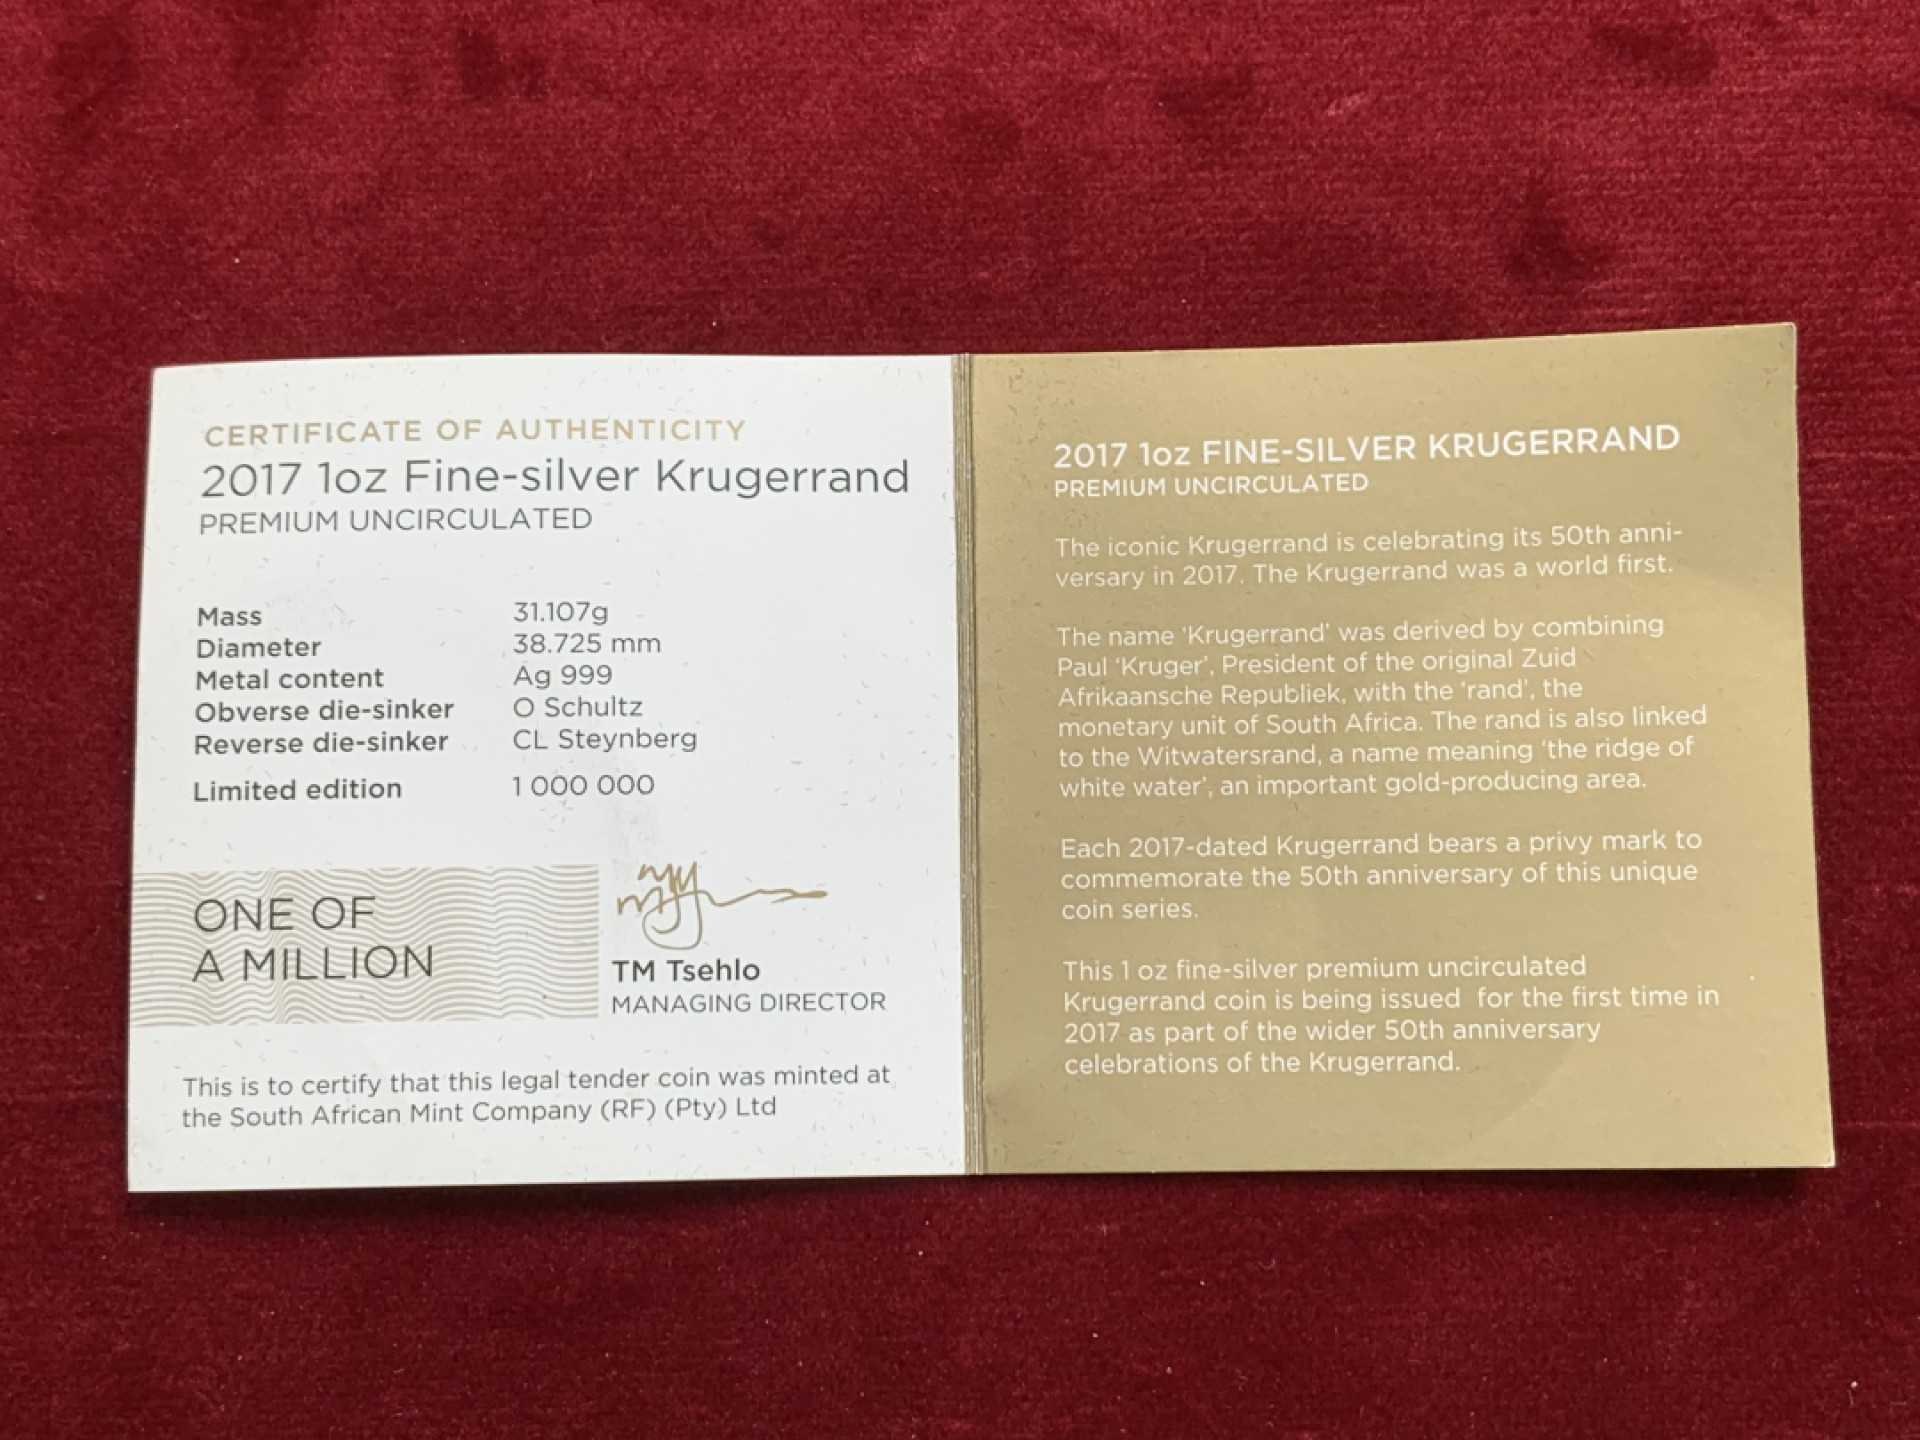 CERTIFICATE OF AUTHENTICITY
2017 1oz Fine-silver Krugerrand
PREMIUM UNCIRCULATED
Mass 31.107g
Diameter 38.725 mm
Metal content Ag 999
Obverse die-sinker O Schultz
Reverse die-sinker CL Steynberg
Limited edition 1 000 000
ONE OF
A MILLION
TM Tsehlo
MANAGING DIRECTOR
This is to certify that this legal tender coin was minted at
the South African Mint Company (RF) (Pty) Ltd
2017 1oz FINE-SILVER KRUGERRAND
PREMIUM UNCIRCULATED
The iconic Krugerrand is celebrating its 50th anni-
versary in 2017. The Krugerrand was a world first.
The name 'Krugerrand' was derived by combining
Paul 'Kruger', President of the original Zuid
Afrikaansche Republiek, with the 'rand', the
monetary unit of South Africa. The rand is also linked
to the Witwatersrand, a name meaning 'the ridge of
white water', an important gold-producing area.
Each 2017-dated Krugerrand bears a privy mark to
commemorate the 50th anniversary of this unique
coin series.
This 1 oz fine-silver premium uncirculated
Krugerrand coin is being issued for the first time in
2017 as part of the wider 50th anniversary
celebrations of the Krugerrand.